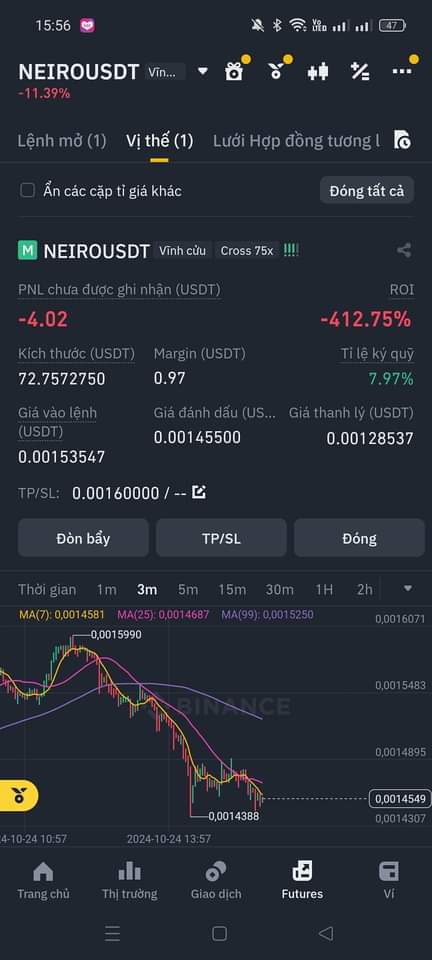 15:56
Vo LTE
47
NEIROUSDT Vĩn...
-11.39%
Lệnh mở (1) Vị thế (1) Lưới Hợp đồng tương l
Ẩn các cặp tỉ giá khác Đóng tất cả
M NEIROUSDT Vĩnh cửu Cross 75x !!!!
PNL chưa được ghi nhận (USDT) ROI
-4.02 -412.75%
Kích thước (USDT) Margin (USDT) Tỉ lệ ký quỹ
72.7572750 0.97 7.97%
Giá vào lệnh (USDT) Giá đánh dấu (US... Giá thanh lý (USDT)
0.00153547 0.00145500 0.00128537
TP/SL: 0.00160000 / --
Đòn bẩy TP/SL Đóng
Thời gian 1m 3m 5m 15m 30m 1H 2h
MA(7): 0,0014581 MA(25): 0,0014687 MA(99): 0,0015250
0,0016071
0,0015990
0,0015483
BINANCE
0,0014895
0,0014549
0,0014388
0,0014307
4-10-24 10:57 2024-10-24 13:57
Trang chủ Thị trường Giao dịch Futures Ví